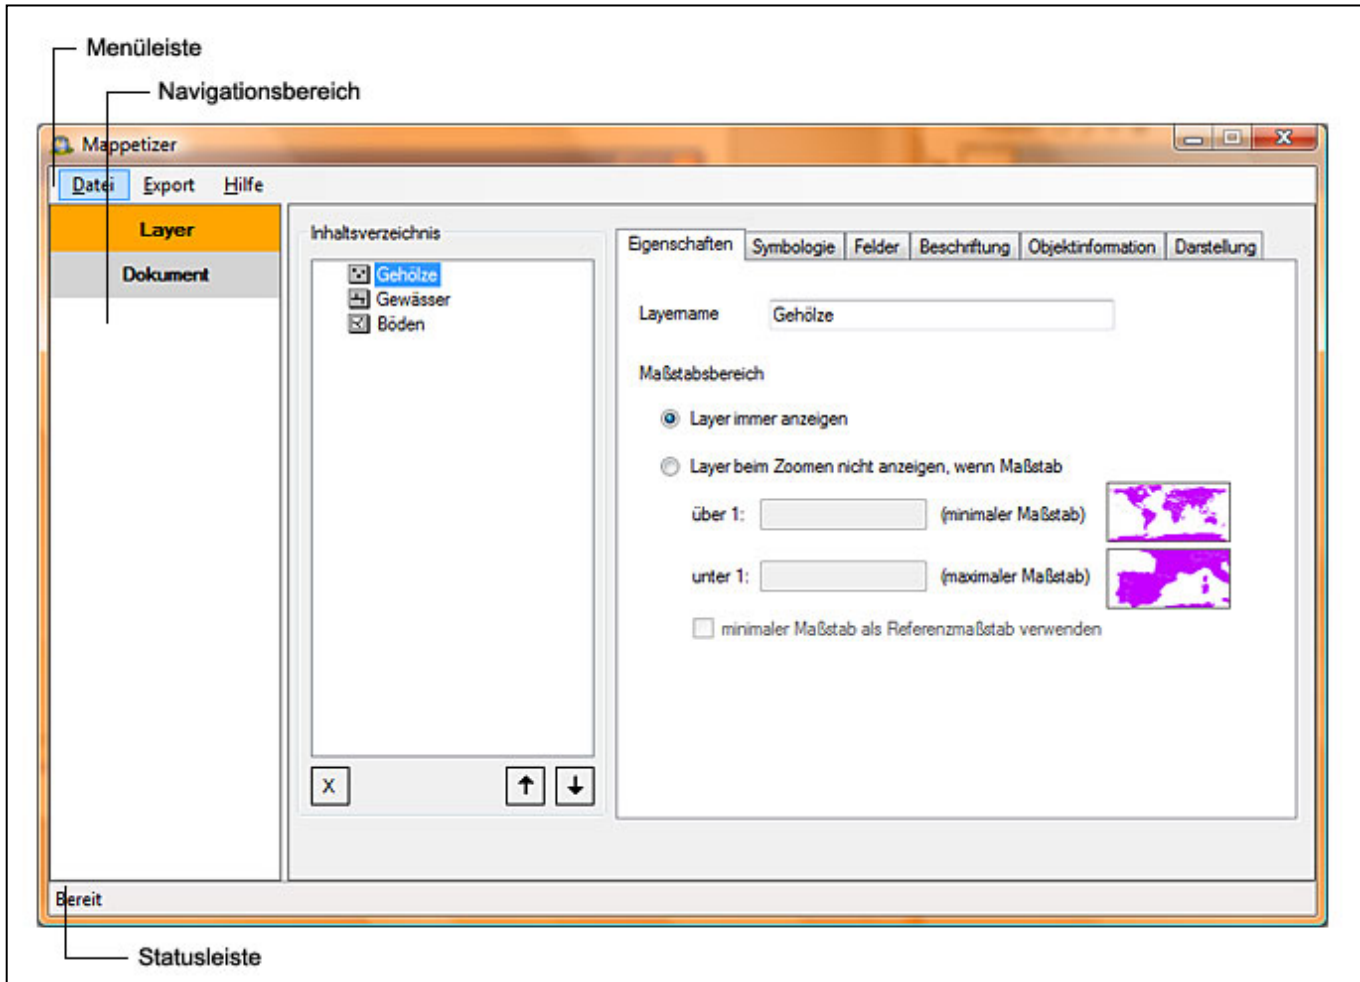 Menüleiste
Navigationsbereich
Mappetizer
Datei Export Hilfe
Layer
Dokument
Inhaltsverzeichnis
Gehölze
Gewässer
Böden
X
Eigenschaften Symbologie Felder Beschriftung Objektinformation Darstellung
Layername Gehölze
Maßstabsbereich
Layer immer anzeigen
Layer beim Zoomen nicht anzeigen, wenn Maßstab
über 1: (minimaler Maßstab)
unter 1: (maximaler Maßstab)
minimaler Maßstab als Referenzmaßstab verwenden
Bereit
Statusleiste